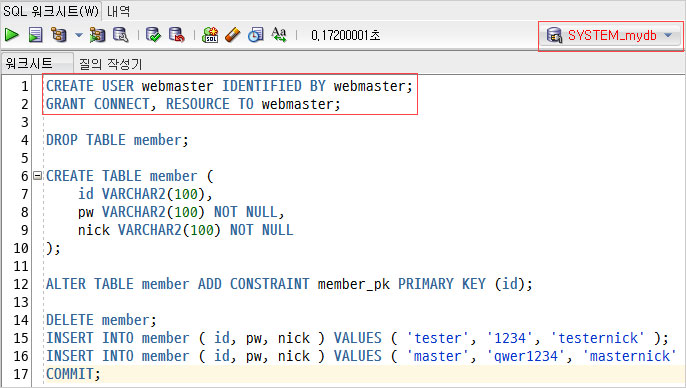 SQL 워크시트(W) 내역
0,17200001초
SYSTEM_mydb
워크시트 질의 작성기
1 CREATE USER webmaster IDENTIFIED BY webmaster;
2 GRANT CONNECT, RESOURCE TO webmaster;
3
4 DROP TABLE member;
5
6 CREATE TABLE member (
7 id VARCHAR2(100),
8 pw VARCHAR2(100) NOT NULL,
9 nick VARCHAR2(100) NOT NULL
10 );
11
12 ALTER TABLE member ADD CONSTRAINT member_pk PRIMARY KEY (id);
13
14 DELETE member;
15 INSERT INTO member ( id, pw, nick ) VALUES ( 'tester', '1234', 'testernick' );
16 INSERT INTO member ( id, pw, nick ) VALUES ( 'master', 'qwer1234', 'masternick'
17 COMMIT;